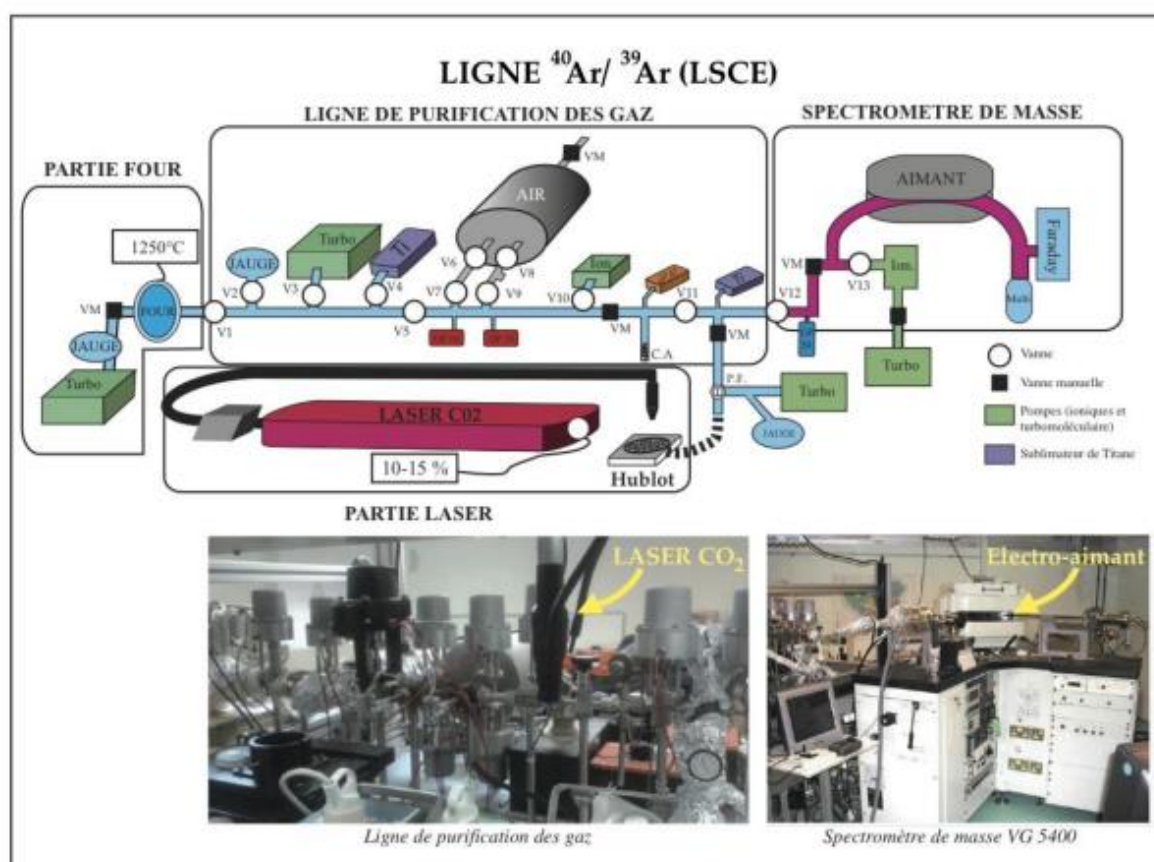 LIGNE ⁴⁰Ar/ ³⁹Ar (LSCE)
LIGNE DE PURIFICATION DES GAZ
SPECTROMETRE DE MASSE
PARTIE FOUR
VM
AIR
AIMANT
Faraday
1250°C
Turbo
TI
JAUGE
V6
V8
Ion.
VM
Ion.
V2
V3
V4
V7
V9
V10
V11
V12
V13
Multi
VM
FOUR
V1
V5
VM
VM
JAUGE
C.A
Turbo
Vanne
Turbo
P.F.
Turbo
Vanne manuelle
LASER C02
JAUGE
Pompes (ioniques et
turbomoléculaire)
10-15 %
Hublot
Sublimateur de Titane
PARTIE LASER
LASER CO₂
Electro-aimant
Ligne de purification des gaz
Spectromètre de masse VG 5400